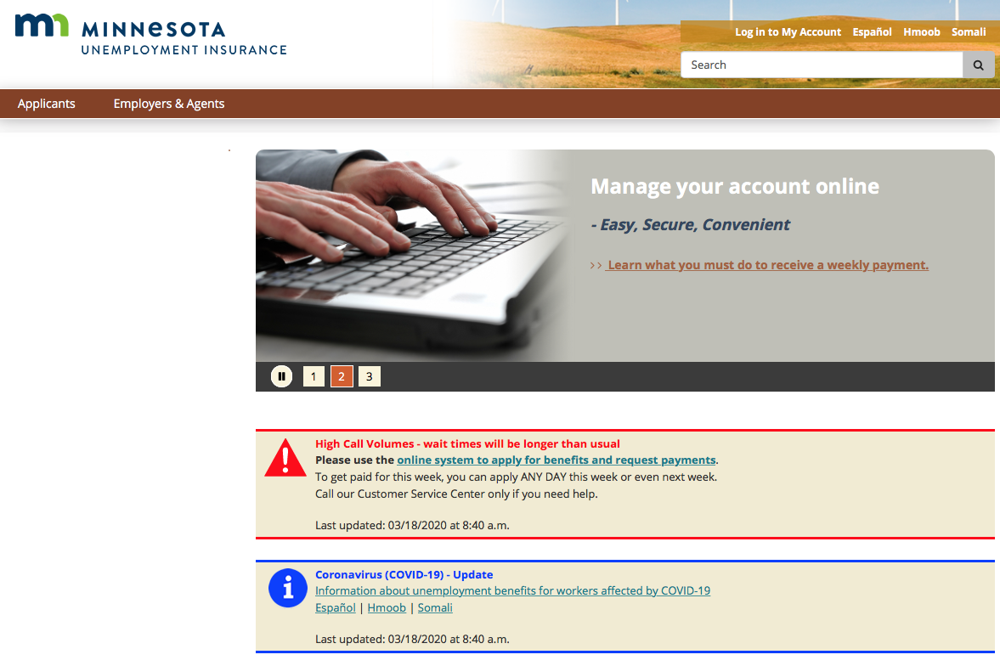 MINNESOTA
UNEMPLOYMENT INSURANCE
Log in to My Account Español Hmoob Somali
Search
Applicants Employers & Agents
Manage your account online
- Easy, Secure, Convenient
>> Learn what you must do to receive a weekly payment.
1 2 3
High Call Volumes - wait times will be longer than usual
Please use the online system to apply for benefits and request payments.
To get paid for this week, you can apply ANY DAY this week or even next week.
Call our Customer Service Center only if you need help.
Last updated: 03/18/2020 at 8:40 a.m.
Coronavirus (COVID-19) - Update
Information about unemployment benefits for workers affected by COVID-19
Español | Hmoob | Somali
Last updated: 03/18/2020 at 8:40 a.m.